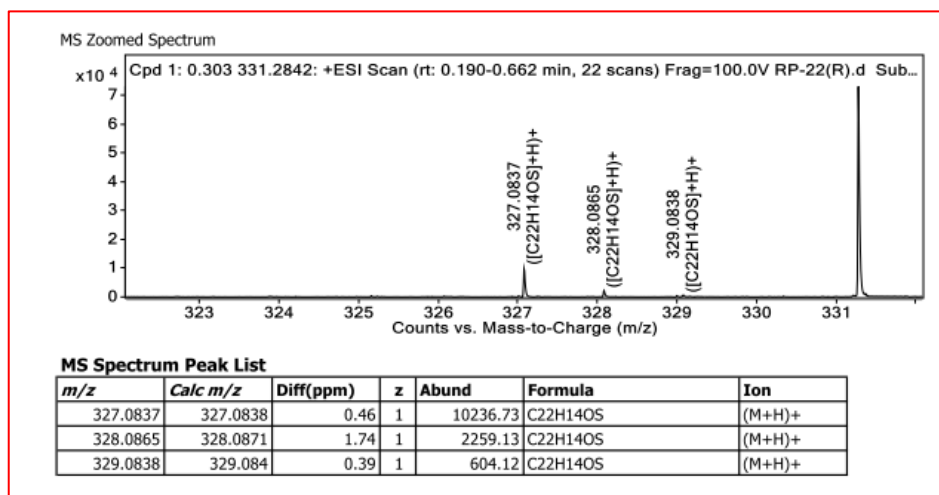 MS Zoomed Spectrum
x10 4
Cpd 1: 0.303 331.2842: +ESI Scan (rt: 0.190-0.662 min, 22 scans) Frag=100.0V RP-22(R).d Sub...
7
6
5
4
3
2
1
0
327.0837
([C22H14OS]+H)+
328.0865
([C22H14OS]+H)+
329.0838
([C22H14OS]+H)+
323 324 325 326 327 328 329 330 331
Counts vs. Mass-to-Charge (m/z)
MS Spectrum Peak List
m/z Calc m/z Diff(ppm) z Abund Formula Ion
327.0837 327.0838 0.46 1 10236.73 C22H14OS (M+H)+
328.0865 328.0871 1.74 1 2259.13 C22H14OS (M+H)+
329.0838 329.084 0.39 1 604.12 C22H14OS (M+H)+